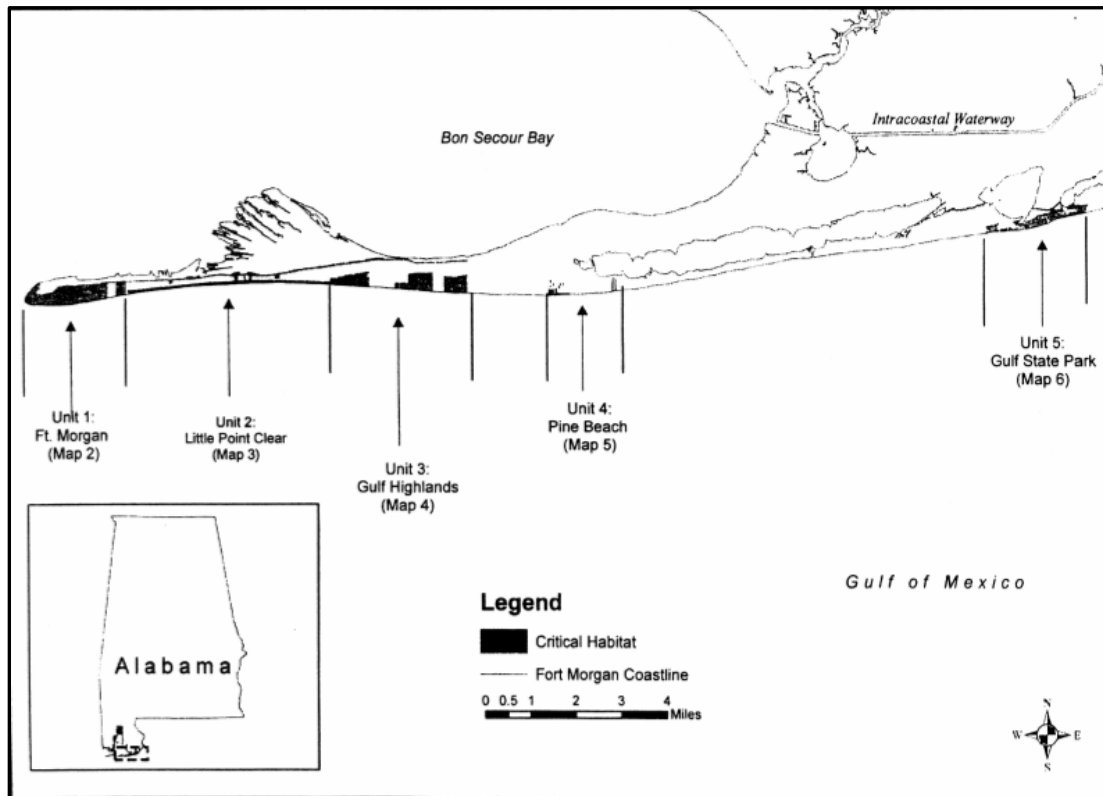 Bon Secour Bay
Intracoastal Waterway
Unit 1:
Ft. Morgan
(Map 2)
Unit 2:
Little Point Clear
(Map 3)
Unit 3:
Gulf Highlands
(Map 4)
Unit 4:
Pine Beach
(Map 5)
Unit 5:
Gulf State Park
(Map 6)
Gulf of Mexico
Alabama
Legend
Critical Habitat
Fort Morgan Coastline
0 0.5 1 2 3 4
Miles
N
W E
S